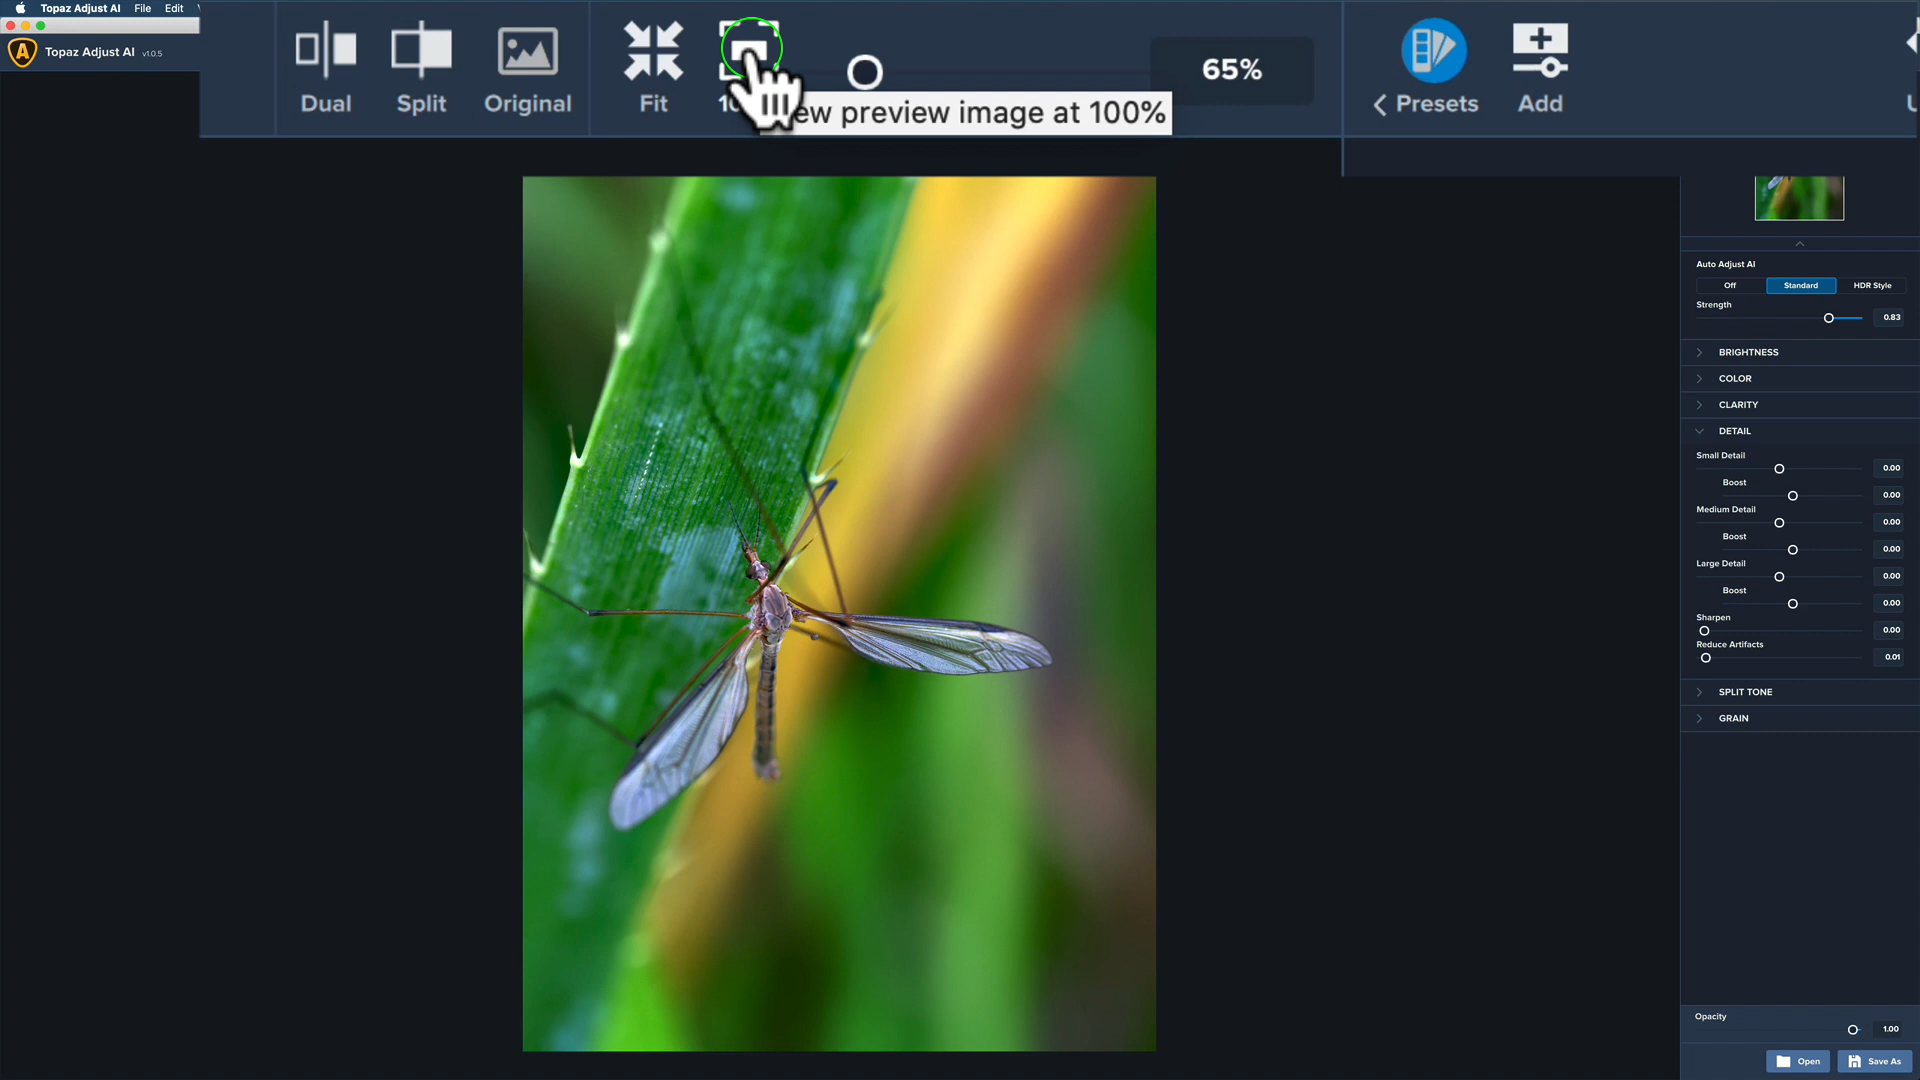 Topaz Adjust AI File Edit
Topaz Adjust AI v1.0.5
Dual Split Original Fit 65% Presets Add
preview image at 100%
Auto Adjust AI
Off Standard HDR Style
Strength
0.83
BRIGHTNESS
COLOR
CLARITY
DETAIL
Small Detail
0.00
Boost
0.00
Medium Detail
0.00
Boost
0.00
Large Detail
0.00
Boost
0.00
Sharpen
0.00
Reduce Artifacts
0.01
SPLIT TONE
GRAIN
Opacity
1.00
Open Save As